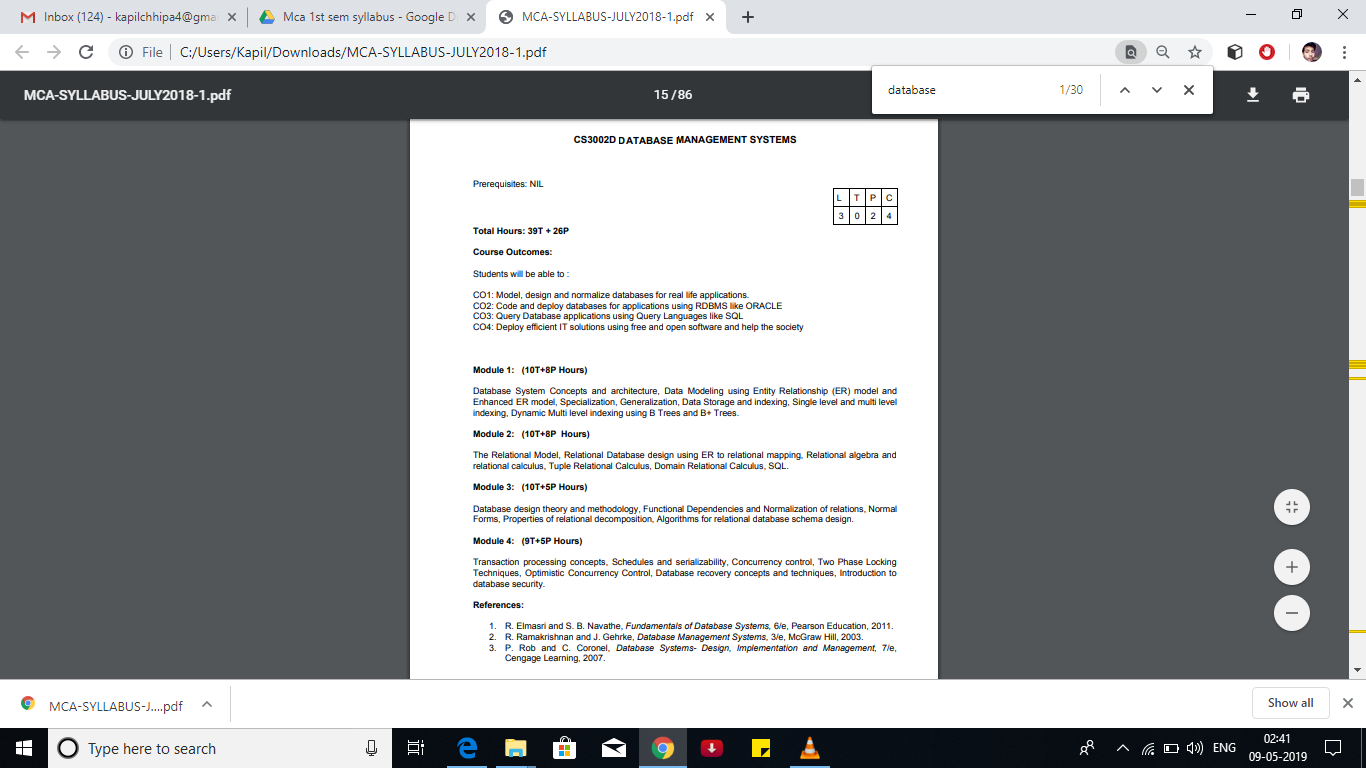 Inbox (124) - kapilchhipa4@gma
Mca 1st sem syllabus - Google D
MCA-SYLLABUS-JULY2018-1.pdf
File
C:/Users/Kapil/Downloads/MCA-SYLLABUS-JULY2018-1.pdf
MCA-SYLLABUS-JULY2018-1.pdf
15 / 86
database
1/30
CS3002D DATABASE MANAGEMENT SYSTEMS
Prerequisites: NIL
L T P C
3 0 2 4
Total Hours: 39T + 26P
Course Outcomes:
Students will be able to :
CO1: Model, design and normalize databases for real life applications.
CO2: Code and deploy databases for applications using RDBMS like ORACLE
CO3: Query Database applications using Query Languages like SQL
CO4: Deploy efficient IT solutions using free and open software and help the society
Module 1: (10T+8P Hours)
Database System Concepts and architecture, Data Modeling using Entity Relationship (ER) model and
Enhanced ER model, Specialization, Generalization, Data Storage and indexing, Single level and multi level
indexing, Dynamic Multi level indexing using B Trees and B+ Trees.
Module 2: (10T+8P Hours)
The Relational Model, Relational Database design using ER to relational mapping, Relational algebra and
relational calculus, Tuple Relational Calculus, Domain Relational Calculus, SQL.
Module 3: (10T+5P Hours)
Database design theory and methodology, Functional Dependencies and Normalization of relations, Normal
Forms, Properties of relational decomposition, Algorithms for relational database schema design.
Module 4: (9T+5P Hours)
Transaction processing concepts, Schedules and serializability, Concurrency control, Two Phase Locking
Techniques, Optimistic Concurrency Control, Database recovery concepts and techniques, Introduction to
database security.
References:
1. R. Elmasri and S. B. Navathe, Fundamentals of Database Systems, 6/e, Pearson Education, 2011.
2. R. Ramakrishnan and J. Gehrke, Database Management Systems, 3/e, McGraw Hill, 2003.
3. P. Rob and C. Coronel, Database Systems- Design, Implementation and Management, 7/e,
Cengage Learning, 2007.
MCA-SYLLABUS-J....pdf
Show all
Type here to search
ENG
02:41
09-05-2019